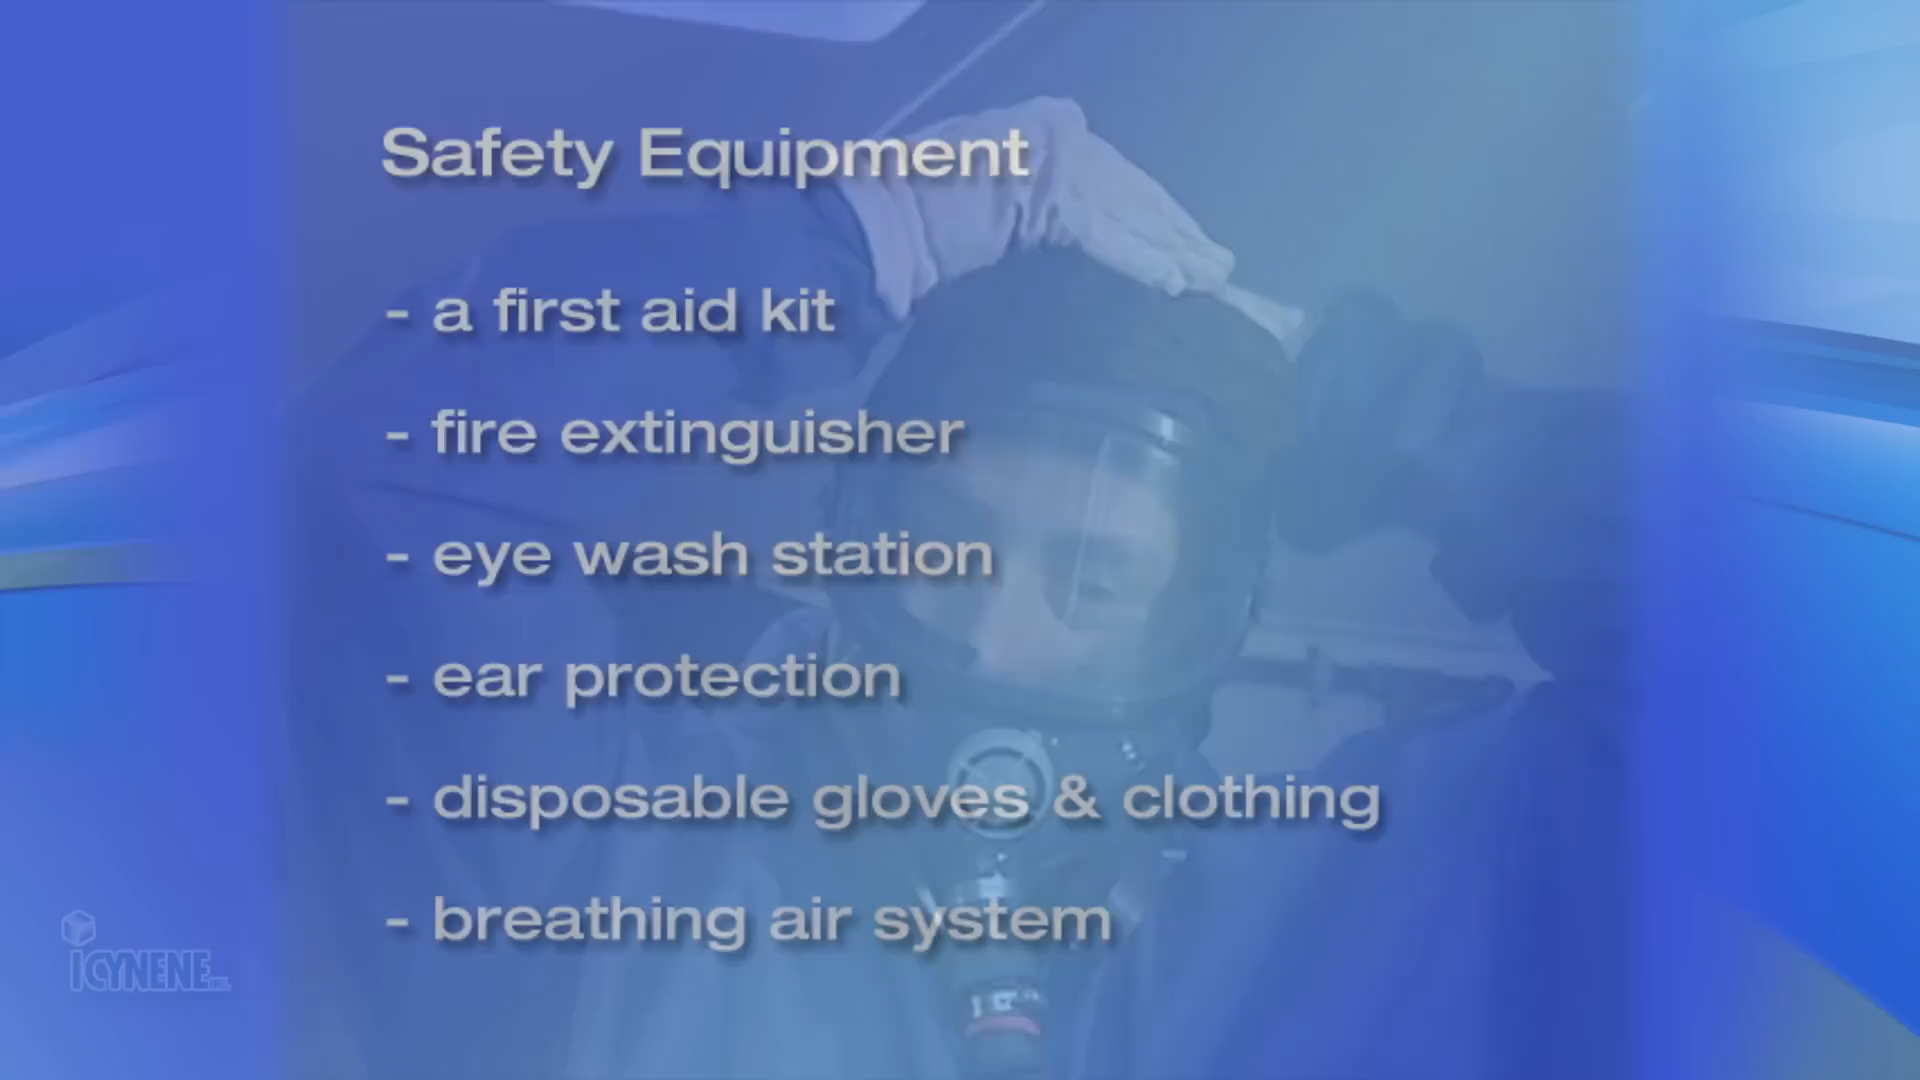 Safety Equipment
- a first aid kit
- fire extinguisher
- eye wash station
- ear protection
- disposable gloves & clothing
- breathing air system
ICYNENE